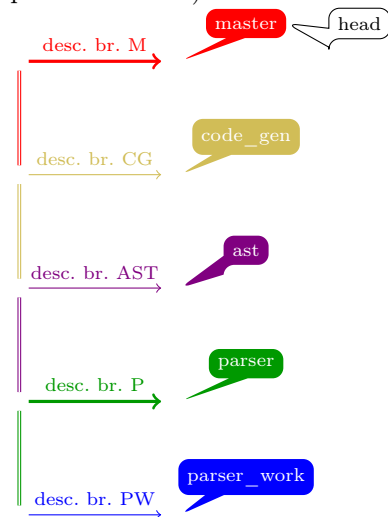 master
head
desc. br. M
code_gen
desc. br. CG
ast
desc. br. AST
parser
desc. br. P
parser_work
desc. br. PW